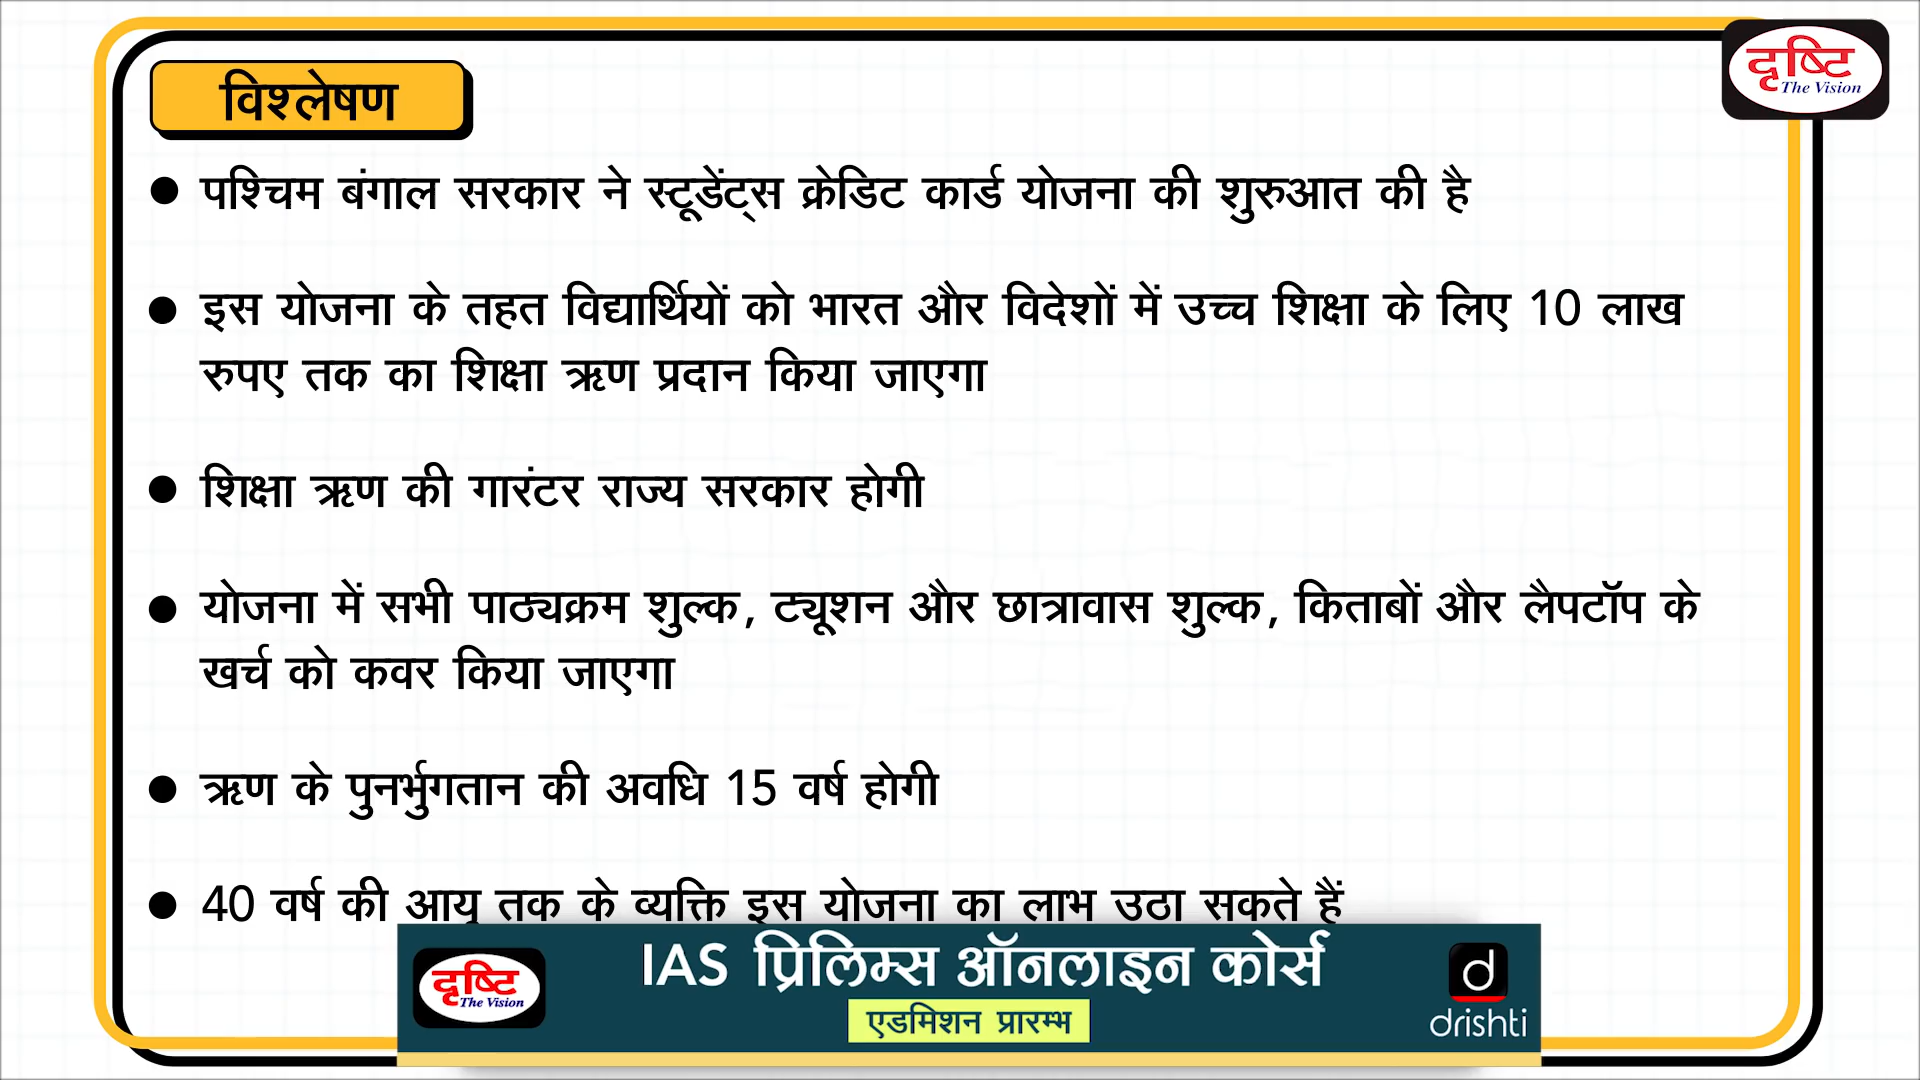 विश्लेषण
दृष्टि
The Vision
● पश्चिम बंगाल सरकार ने स्टूडेंट्स क्रेडिट कार्ड योजना की शुरुआत की है
● इस योजना के तहत विद्यार्थियों को भारत और विदेशों में उच्च शिक्षा के लिए 10 लाख
रुपए तक का शिक्षा ऋण प्रदान किया जाएगा
● शिक्षा ऋण की गारंटर राज्य सरकार होगी
● योजना में सभी पाठ्यक्रम शुल्क, ट्यूशन और छात्रावास शुल्क, किताबों और लैपटॉप के
खर्च को कवर किया जाएगा
● ऋण के पुनर्भुगतान की अवधि 15 वर्ष होगी
● 40 वर्ष की आयु तक के व्यक्ति इस योजना का लाभ उठा सकते हैं
दृष्टि
The Vision
IAS प्रिलिम्स ऑनलाइन कोर्स
एडमिशन प्रारम्भ
d
drishti